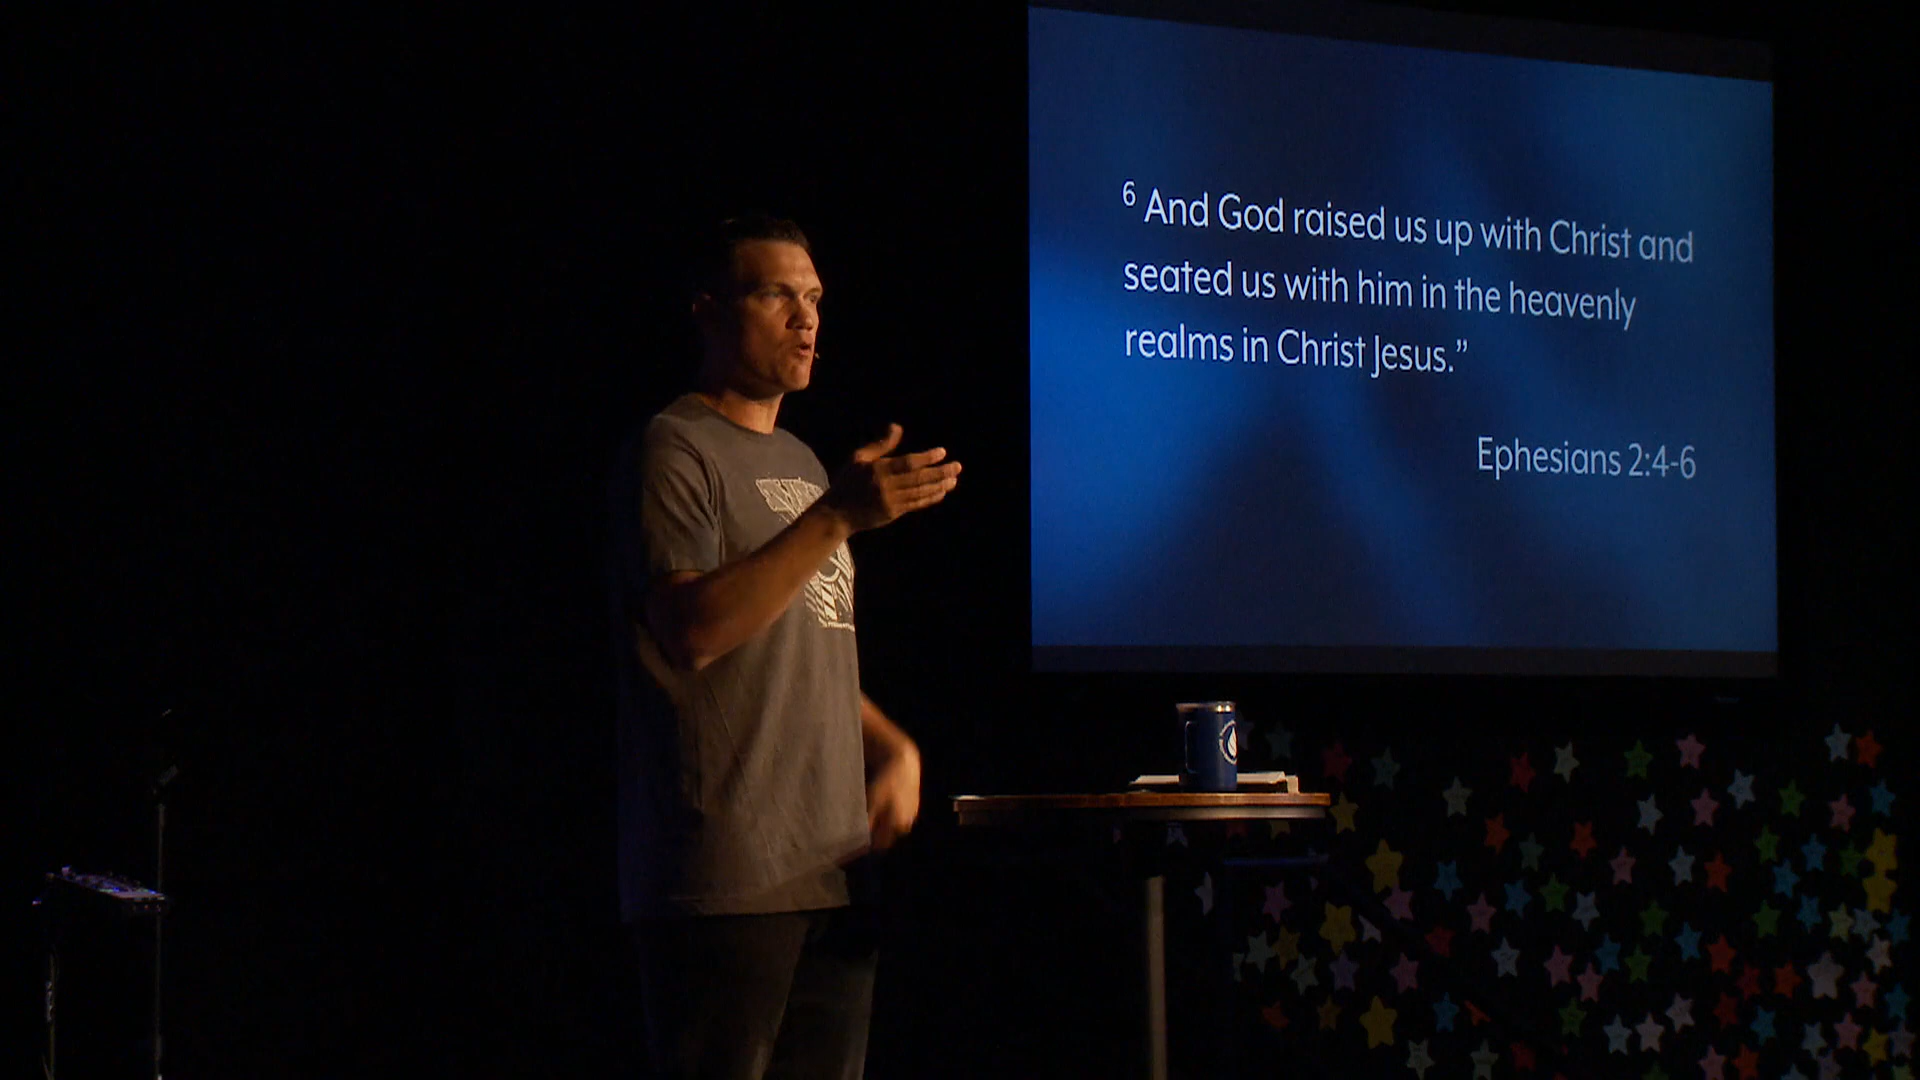 6 And God raised us up with Christ and
seated us with him in the heavenly
realms in Christ Jesus.”
Ephesians 2:4-6